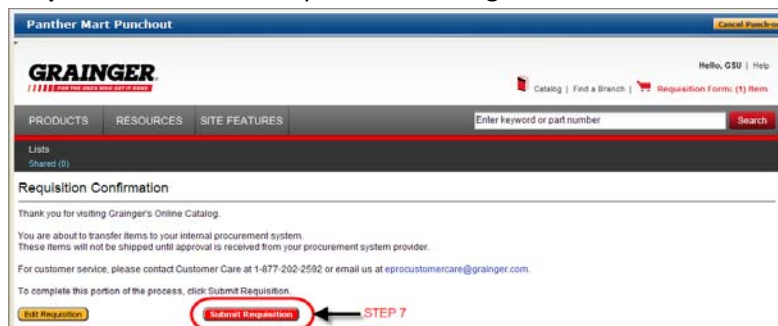 Panther Mart Punchout
Cancel Punch-o
Hello, GSU | Help
GRAINGER
FOR THE ONES WHO GET IT DONE
Catalog | Find a Branch | Requisition Form: (1) Item
PRODUCTS RESOURCES SITE FEATURES
Enter keyword or part number
Search
Lists
Shared (0)
Requisition Confirmation
Thank you for visiting Grainger's Online Catalog.
You are about to transfer items to your internal procurement system.
These items will not be shipped until approval is received from your procurement system provider.
For customer service, please contact Customer Care at 1-877-202-2592 or email us at eprocustomercare@grainger.com.
To complete this portion of the process, click Submit Requisition.
Edit Requisition
Submit Requisition
STEP 7